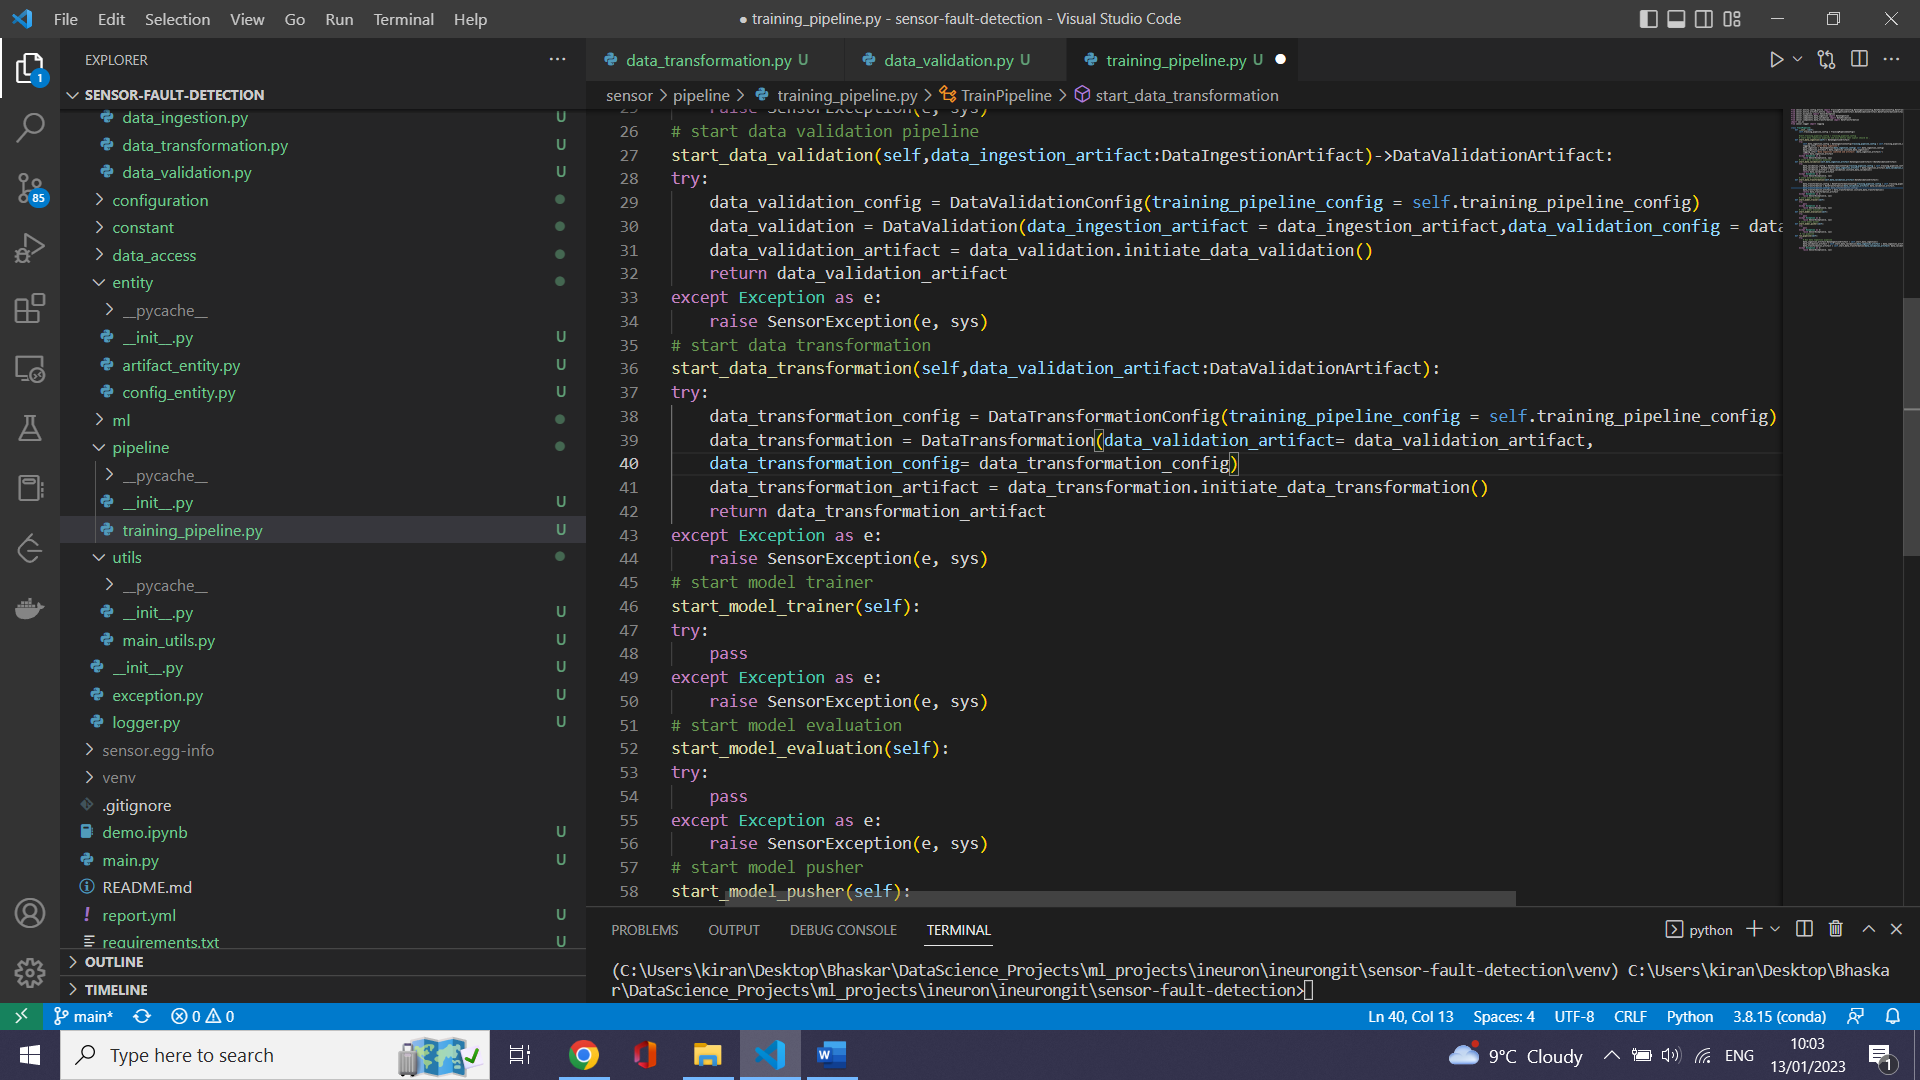 File Edit Selection View Go Run Terminal Help
● training_pipeline.py - sensor-fault-detection - Visual Studio Code
EXPLORER
SENSOR-FAULT-DETECTION
data_ingestion.py U
data_transformation.py U
data_validation.py U
configuration
constant
data_access
entity
__pycache__
__init__.py U
artifact_entity.py U
config_entity.py U
ml
pipeline
__pycache__
__init__.py U
training_pipeline.py U
utils
__pycache__
__init__.py U
main_utils.py U
__init__.py U
exception.py U
logger.py U
sensor.egg-info
venv
.gitignore
demo.ipynb U
main.py U
README.md
report.yml U
requirements.txt U
OUTLINE
TIMELINE
1
85
data_transformation.py U data_validation.py U training_pipeline.py U
sensor > pipeline > training_pipeline.py > TrainPipeline > start_data_transformation
25 raise SensorException(e, sys)
26 # start data validation pipeline
27 start_data_validation(self,data_ingestion_artifact:DataIngestionArtifact)->DataValidationArtifact:
28 try:
29 data_validation_config = DataValidationConfig(training_pipeline_config = self.training_pipeline_config)
30 data_validation = DataValidation(data_ingestion_artifact = data_ingestion_artifact,data_validation_config = data
31 data_validation_artifact = data_validation.initiate_data_validation()
32 return data_validation_artifact
33 except Exception as e:
34 raise SensorException(e, sys)
35 # start data transformation
36 start_data_transformation(self,data_validation_artifact:DataValidationArtifact):
37 try:
38 data_transformation_config = DataTransformationConfig(training_pipeline_config = self.training_pipeline_config)
39 data_transformation = DataTransformation(data_validation_artifact= data_validation_artifact,
40 data_transformation_config= data_transformation_config)
41 data_transformation_artifact = data_transformation.initiate_data_transformation()
42 return data_transformation_artifact
43 except Exception as e:
44 raise SensorException(e, sys)
45 # start model trainer
46 start_model_trainer(self):
47 try:
48 pass
49 except Exception as e:
50 raise SensorException(e, sys)
51 # start model evaluation
52 start_model_evaluation(self):
53 try:
54 pass
55 except Exception as e:
56 raise SensorException(e, sys)
57 # start model pusher
58 start_model_pusher(self):
PROBLEMS OUTPUT DEBUG CONSOLE TERMINAL
python
(C:\Users\kiran\Desktop\Bhaskar\DataScience_Projects\ml_projects\ineuron\ineurongit\sensor-fault-detection\venv) C:\Users\kiran\Desktop\Bhaska
r\DataScience_Projects\ml_projects\ineuron\ineurongit\sensor-fault-detection>
main* 0 0 Ln 40, Col 13 Spaces: 4 UTF-8 CRLF Python 3.8.15 (conda)
Type here to search
9°C Cloudy
ENG
10:03
13/01/2023
1